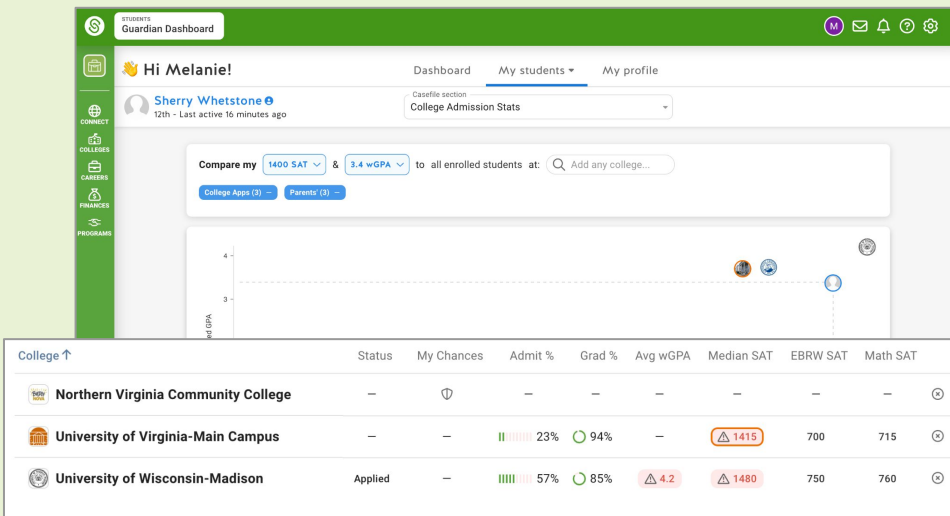 STUDENTS
Guardian Dashboard
M
👋 Hi Melanie!
Dashboard My students My profile
Sherry Whetstone
12th - Last active 16 minutes ago
Casefile section
College Admission Stats
CONNECT
COLLEGES
CAREERS
FINANCES
PROGRAMS
Compare my 1400 SAT & 3.4 wGPA to all enrolled students at: Add any college...
College Apps (3) − Parents' (3) −
4
3
ed GPA
College ↑ Status My Chances Admit % Grad % Avg wGPA Median SAT EBRW SAT Math SAT
Northern Virginia Community College – – – – – – –
University of Virginia-Main Campus – – 23% 94% – 1415 700 715
University of Wisconsin-Madison Applied – 57% 85% 4.2 1480 750 760